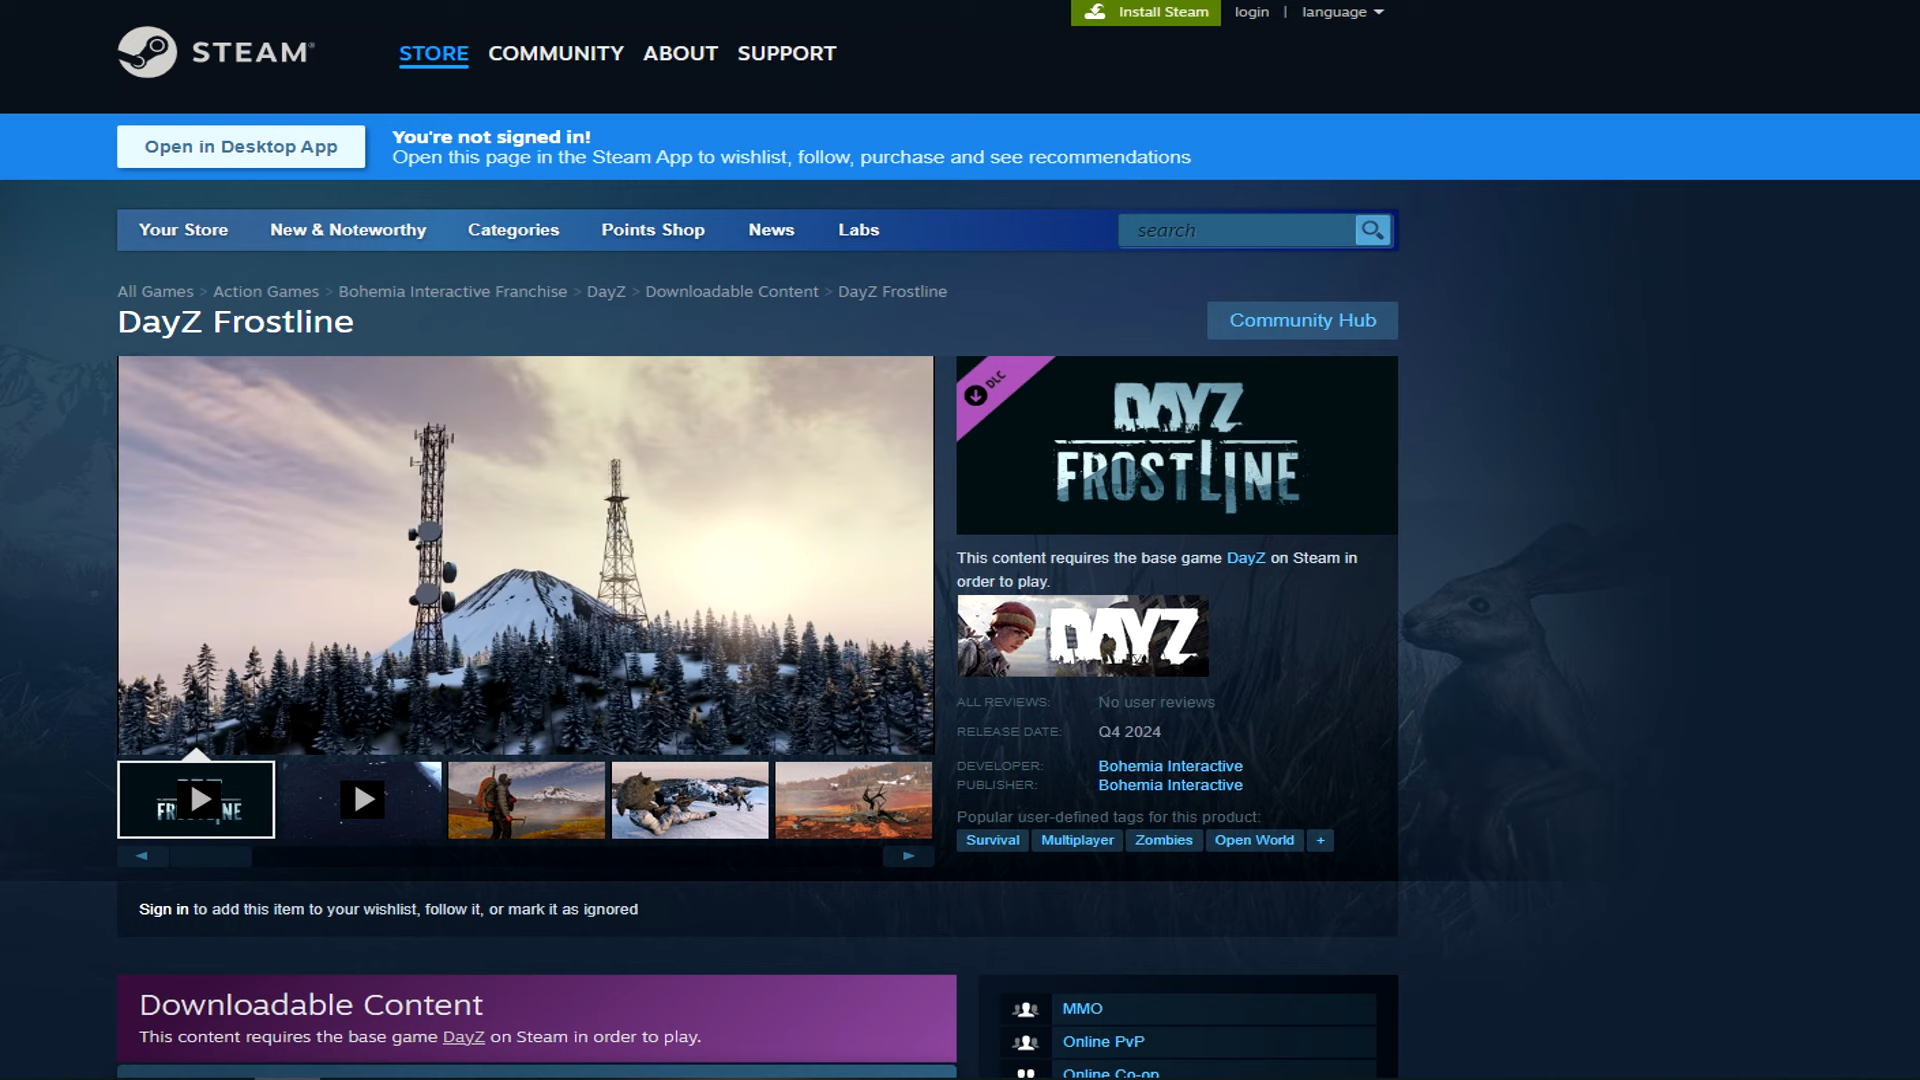 Install Steam login | language
STEAM®
STORE COMMUNITY ABOUT SUPPORT
Open in Desktop App
You're not signed in!
Open this page in the Steam App to wishlist, follow, purchase and see recommendations
Your Store New & Noteworthy Categories Points Shop News Labs search
All Games > Action Games > Bohemia Interactive Franchise > DayZ > Downloadable Content > DayZ Frostline
DayZ Frostline
Community Hub
DLC
DAYZ
FROSTLINE
This content requires the base game DayZ on Steam in
order to play.
DAYZ
ALL REVIEWS: No user reviews
RELEASE DATE: Q4 2024
DEVELOPER: Bohemia Interactive
PUBLISHER: Bohemia Interactive
Popular user-defined tags for this product:
Survival Multiplayer Zombies Open World +
Sign in to add this item to your wishlist, follow it, or mark it as ignored
Downloadable Content
This content requires the base game DayZ on Steam in order to play.
MMO
Online PvP
Online Co-op